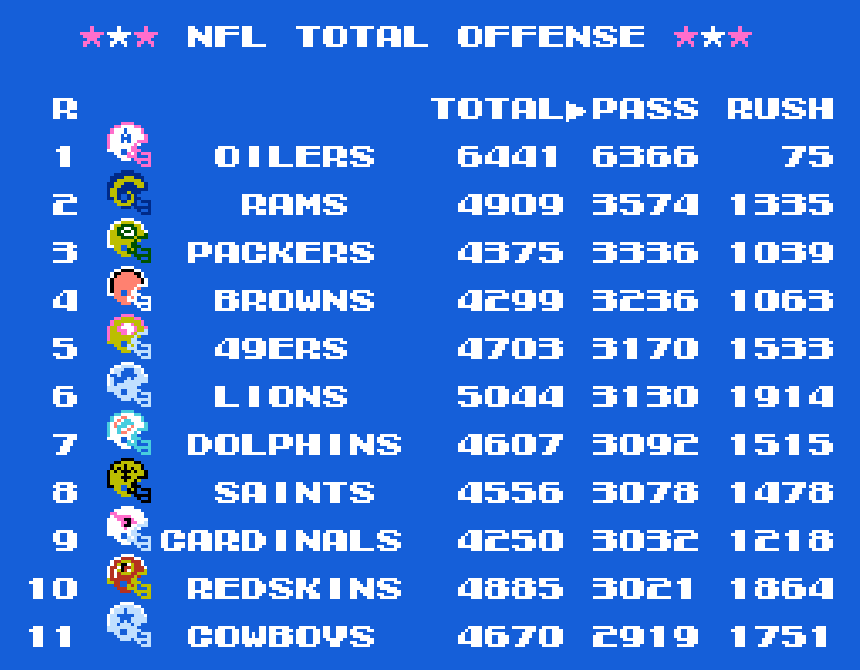 ★★★ NFL TOTAL OFFENSE ★★★
R TOTAL▶PASS RUSH
1 OILERS 6441 6366 75
2 RAMS 4909 3574 1335
3 PACKERS 4375 3336 1039
4 BROWNS 4299 3236 1063
5 49ERS 4703 3170 1533
6 LIONS 5044 3130 1914
7 DOLPHINS 4607 3092 1515
8 SAINTS 4556 3078 1478
9 CARDINALS 4250 3032 1218
10 REDSKINS 4885 3021 1864
11 COWBOYS 4670 2919 1751